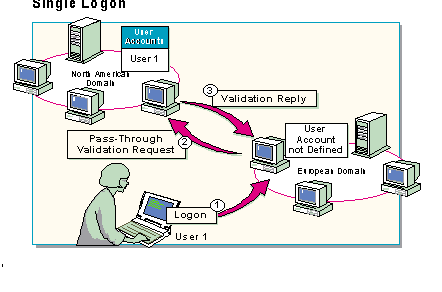 Single Logon
User
Accounts
User 1
North American
Domain
3
Validation Reply
Pass-Through
Validation Request
2
User
Account
not Defined
European Domain
1
Logon
User 1